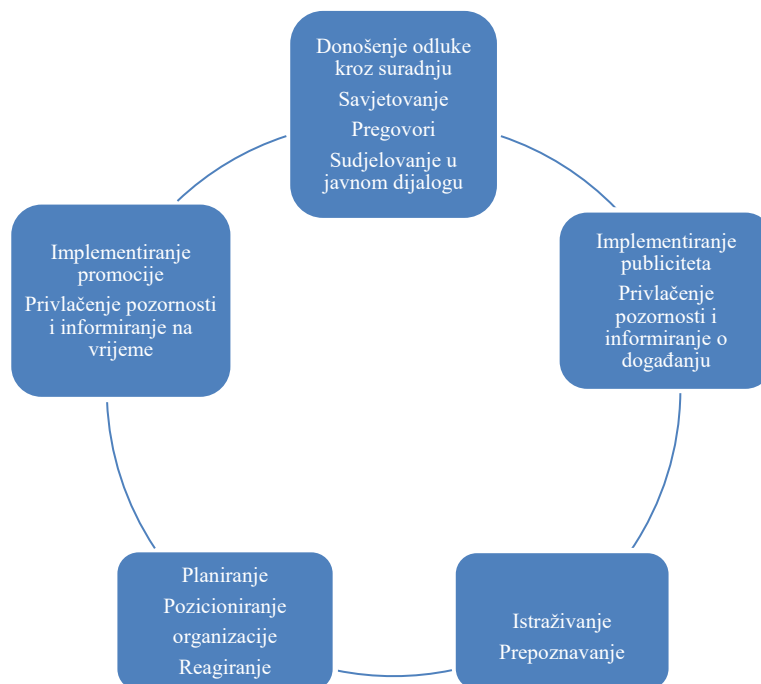 Donošenje odluke
kroz suradnju
Savjetovanje
Pregovori
Sudjelovanje u
javnom dijalogu
Implementiranje
publiciteta
Privlačenje
pozornosti i
informiranje o
događanju
Istraživanje
Prepoznavanje
Planiranje
Pozicioniranje
organizacije
Reagiranje
Implementiranje
promocije
Privlačenje pozornosti
i informiranje na
vrijeme